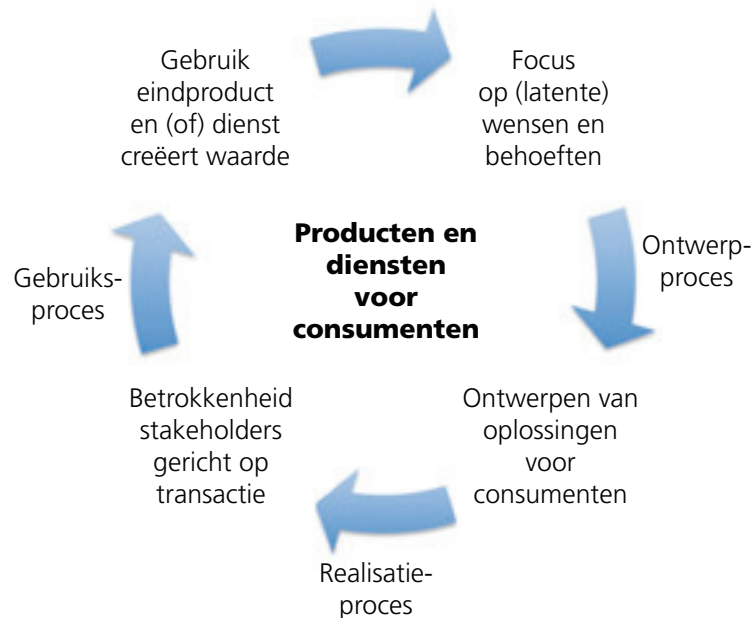 Gebruik
eindproduct
en (of) dienst
creëert waarde
Focus
op (latente)
wensen en
behoeften
Producten en
diensten
voor
consumenten
Ontwerp-
proces
Gebruiks-
proces
Ontwerpen van
oplossingen
voor
consumenten
Betrokkenheid
stakeholders
gericht op
transactie
Realisatie-
proces